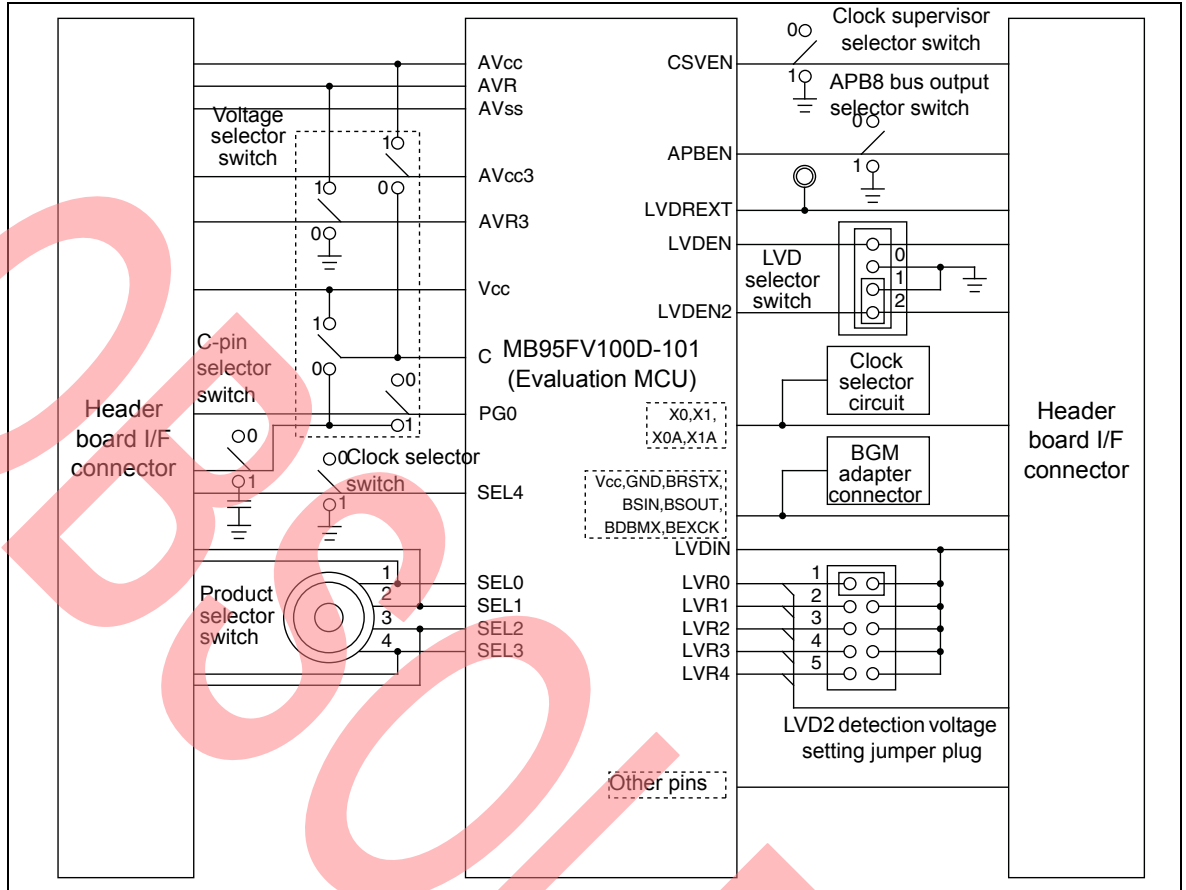 Clock supervisor
selector switch
0
1
AVcc
AVR
AVss
CSVEN
APB8 bus output
selector switch
0
1
Voltage
selector
switch
1
0
AVcc3
1
0
AVR3
APBEN
LVDREXT
LVDEN
LVD
selector
switch
0
1
2
LVDEN2
Vcc
1
0
C
MB95FV100D-101
(Evaluation MCU)
C-pin
selector
switch
0
1
PG0
0
1
Header
board I/F
connector
Clock selector
switch
0
1
SEL4
X0,X1,
X0A,X1A
Clock
selector
circuit
Vcc,GND,BRSTX,
BSIN,BSOUT,
BDBMX,BEXCK
BGM
adapter
connector
Header
board I/F
connector
LVDIN
Product
selector
switch
1
2
3
4
SEL0
SEL1
SEL2
SEL3
LVR0
LVR1
LVR2
LVR3
LVR4
1
2
3
4
5
LVD2 detection voltage
setting jumper plug
Other pins